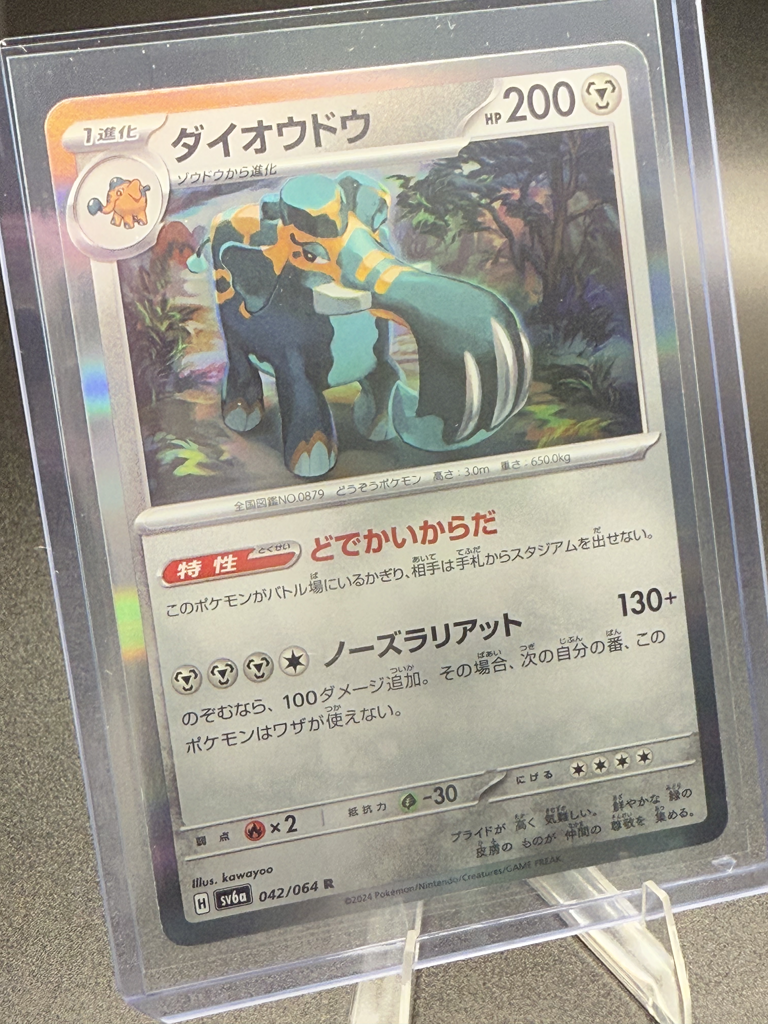 1進化
ダイオウドウ
HP200
ゾウドウから進化
全国図鑑NO.0879 どうぞうポケモン 高さ:3.0m 重さ:650.0kg
特性 とくせい どでかいからだ
このポケモンがバトル場にいるかぎり、相手は手札からスタジアムを出せない。
ノーズラリアット 130+
のぞむなら、100ダメージ追加。その場合、次の自分の番、この
ポケモンはワザが使えない。
弱点 ×2 抵抗力 -30 にげる
プライドが 高く 気難しい。 鮮やかな 緑の
皮膚の ものが 仲間の 尊敬を 集める。
Illus. kawayoo
H sv6a 042/064 R
©2024 Pokémon/Nintendo/Creatures/GAME FREAK.